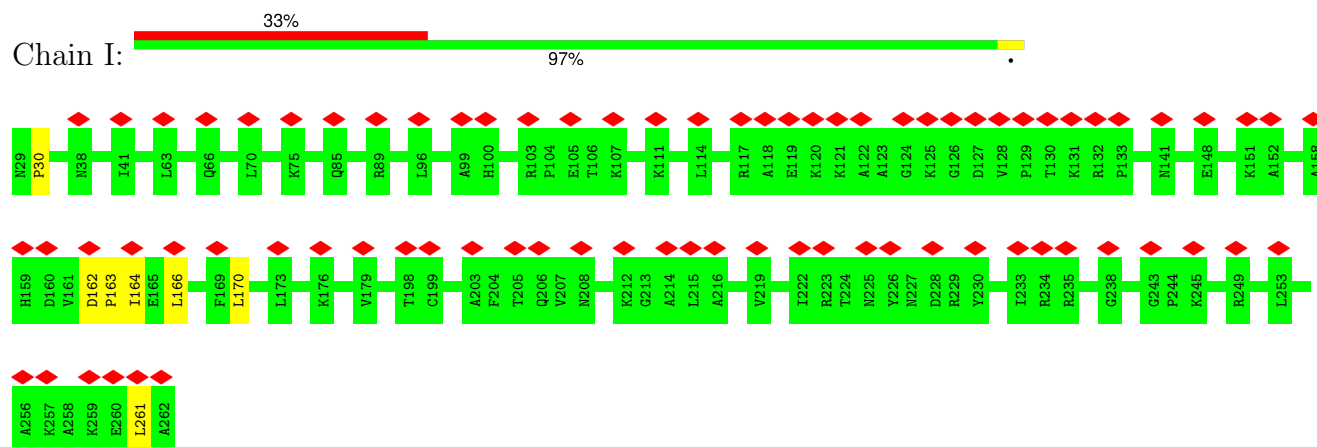 33%
Chain I:
97%
•
N29 P30 N38 I41 L63 Q66 L70 K75 Q85 R89 L96 A99 H100 R103 P104 E105 T106 K107 K111 L114 R117 A118 E119 K120 K121 A122 A123 G124 K125 G126 D127 V128 P129 T130 K131 R132 P133 N141 E148 K151 A152 A158
H159 D160 V161 D162 P163 I164 E165 L166 F169 L170 L173 K176 V179 T198 C199 A203 F204 T205 Q206 V207 N208 K212 G213 A214 L215 A216 V219 I222 R223 T224 N225 Y226 N227 D228 R229 Y230 I233 R234 R235 G238 G243 P244 K245 R249 L253
A256 K257 A258 K259 E260 L261 A262